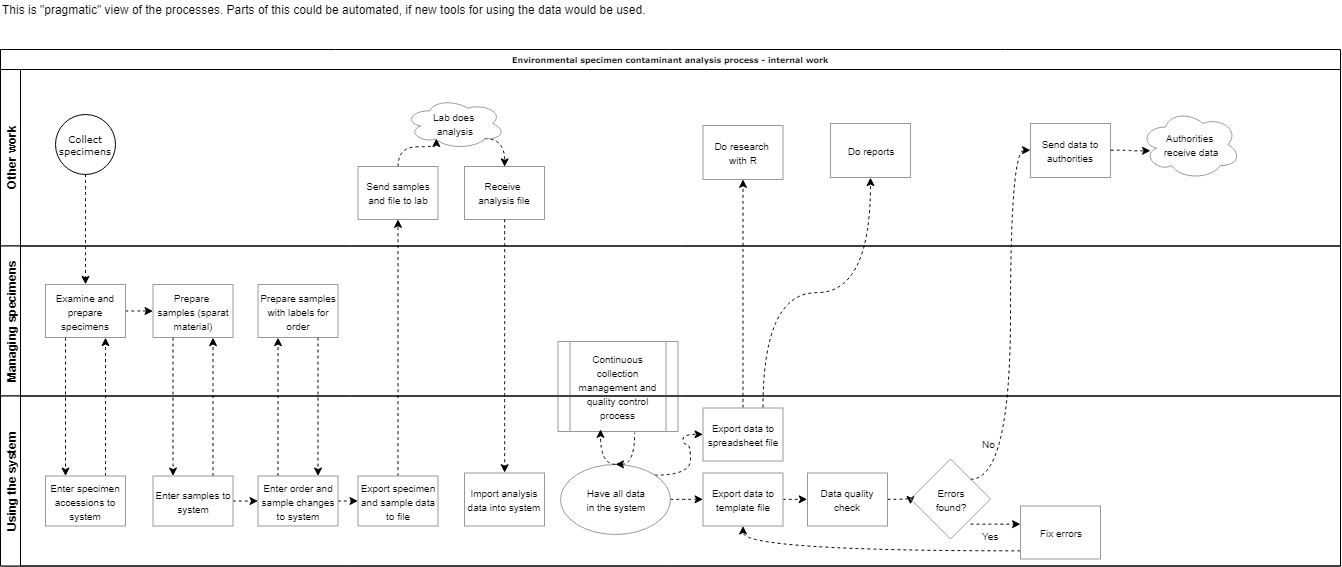 This is "pragmatic" view of the processes. Parts of this could be automated, if new tools for using the data would be used.
Environmental specimen contaminant analysis process - internal work
Other work
Collect
specimens
Lab does
analysis
Send samples
and file to lab
Receive
analysis file
Do research
with R
Do reports
Send data to
authorities
Authorities
receive data
Managing specimens
Examine and
prepare
specimens
Prepare
samples (sparat
material)
Prepare samples
with labels for
order
Continuous
collection
management and
quality control
process
Using the system
Enter specimen
accessions to
system
Enter samples to
system
Enter order and
sample changes
to system
Export specimen
and sample data
to file
Import analysis
data into system
Have all data
in the system
Export data to
spreadsheet file
Export data to
template file
Data quality
check
Errors
found?
No
Yes
Fix errors